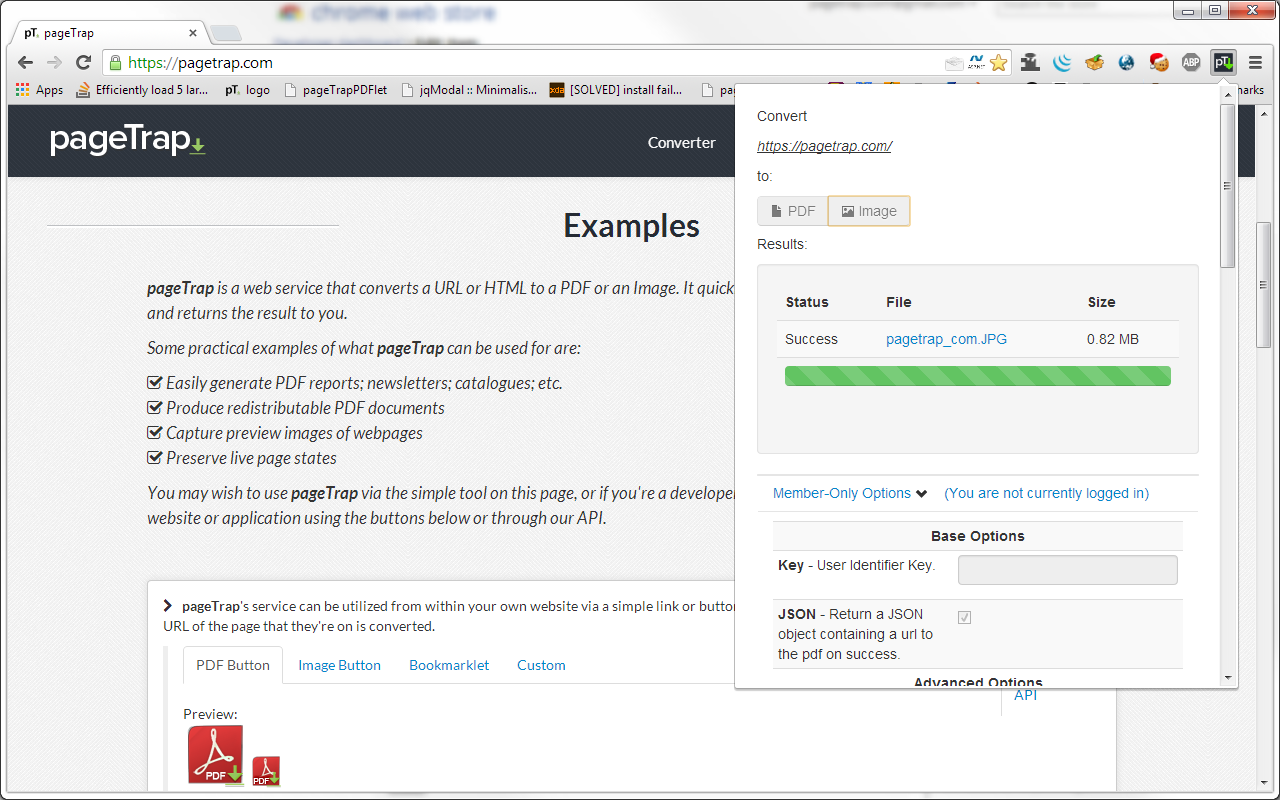 chrome web store
pT. pageTrap
https://pagetrap.com
ABP
pT
Apps
Efficiently load 5 lar...
pT. logo
pageTrapPDFlet
jqModal :: Minimalis...
xda [SOLVED] install fail...
pageTrap
Converter
Examples
pageTrap is a web service that converts a URL or HTML to a PDF or an Image. It quick
and returns the result to you.
Some practical examples of what pageTrap can be used for are:
Easily generate PDF reports; newsletters; catalogues; etc.
Produce redistributable PDF documents
Capture preview images of webpages
Preserve live page states
You may wish to use pageTrap via the simple tool on this page, or if you're a developer
website or application using the buttons below or through our API.
pageTrap's service can be utilized from within your own website via a simple link or button
URL of the page that they're on is converted.
PDF Button Image Button Bookmarklet Custom
API
Preview:
PDF
PDF
Convert
https://pagetrap.com/
to:
PDF Image
Results:
Status File Size
Success pagetrap_com.JPG 0.82 MB
Member-Only Options (You are not currently logged in)
Base Options
Key - User Identifier Key.
JSON - Return a JSON
object containing a url to
the pdf on success.
Advanced Options